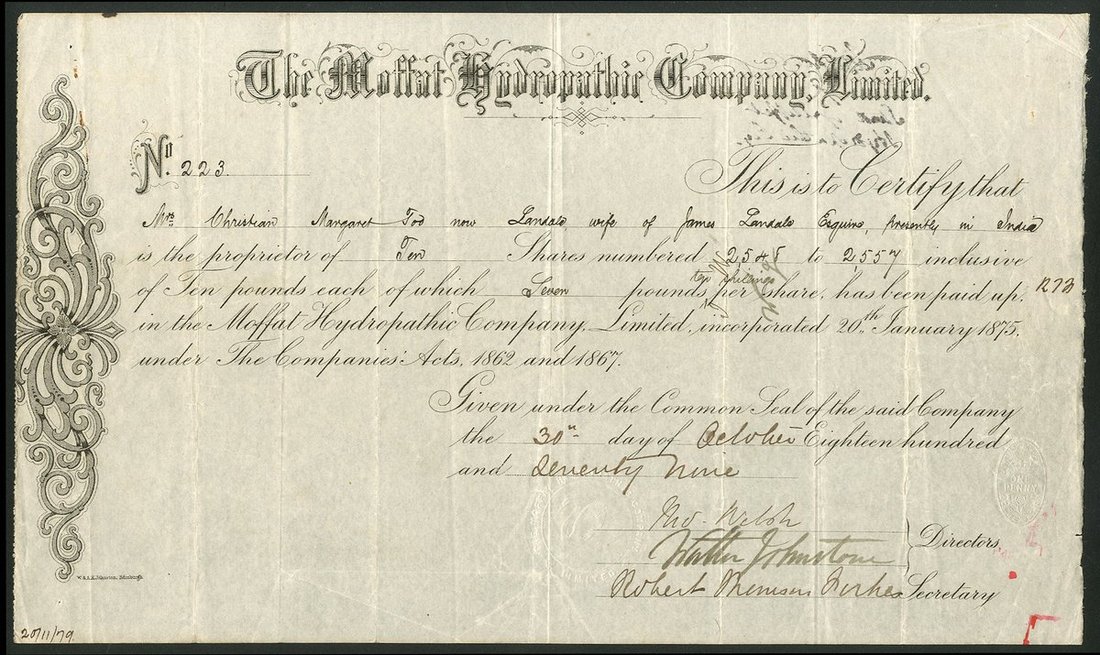 The Moffat Hydropathic Company, Limited.
No. 223.
This is to Certify that
Mrs Christian Margaret Tod now Landale wife of James Landale Esquire, presently in India
is the proprietor of Ten Shares numbered 2548 to 2557 inclusive
ten shillings
of Ten pounds each of which Seven pounds per share, has been paid up.
in the Moffat Hydropathic Company, Limited, incorporated 20th January 1875,
under The Companies' Acts, 1862 and 1867.
Given under the Common Seal of the said Company
the 30th day of October Eighteen hundred
and Seventy Nine
Welsh
Walter Johnstone
Directors,
Robert Secretary
W. & A. K. Johnston, Edinburgh.
20/11/79.